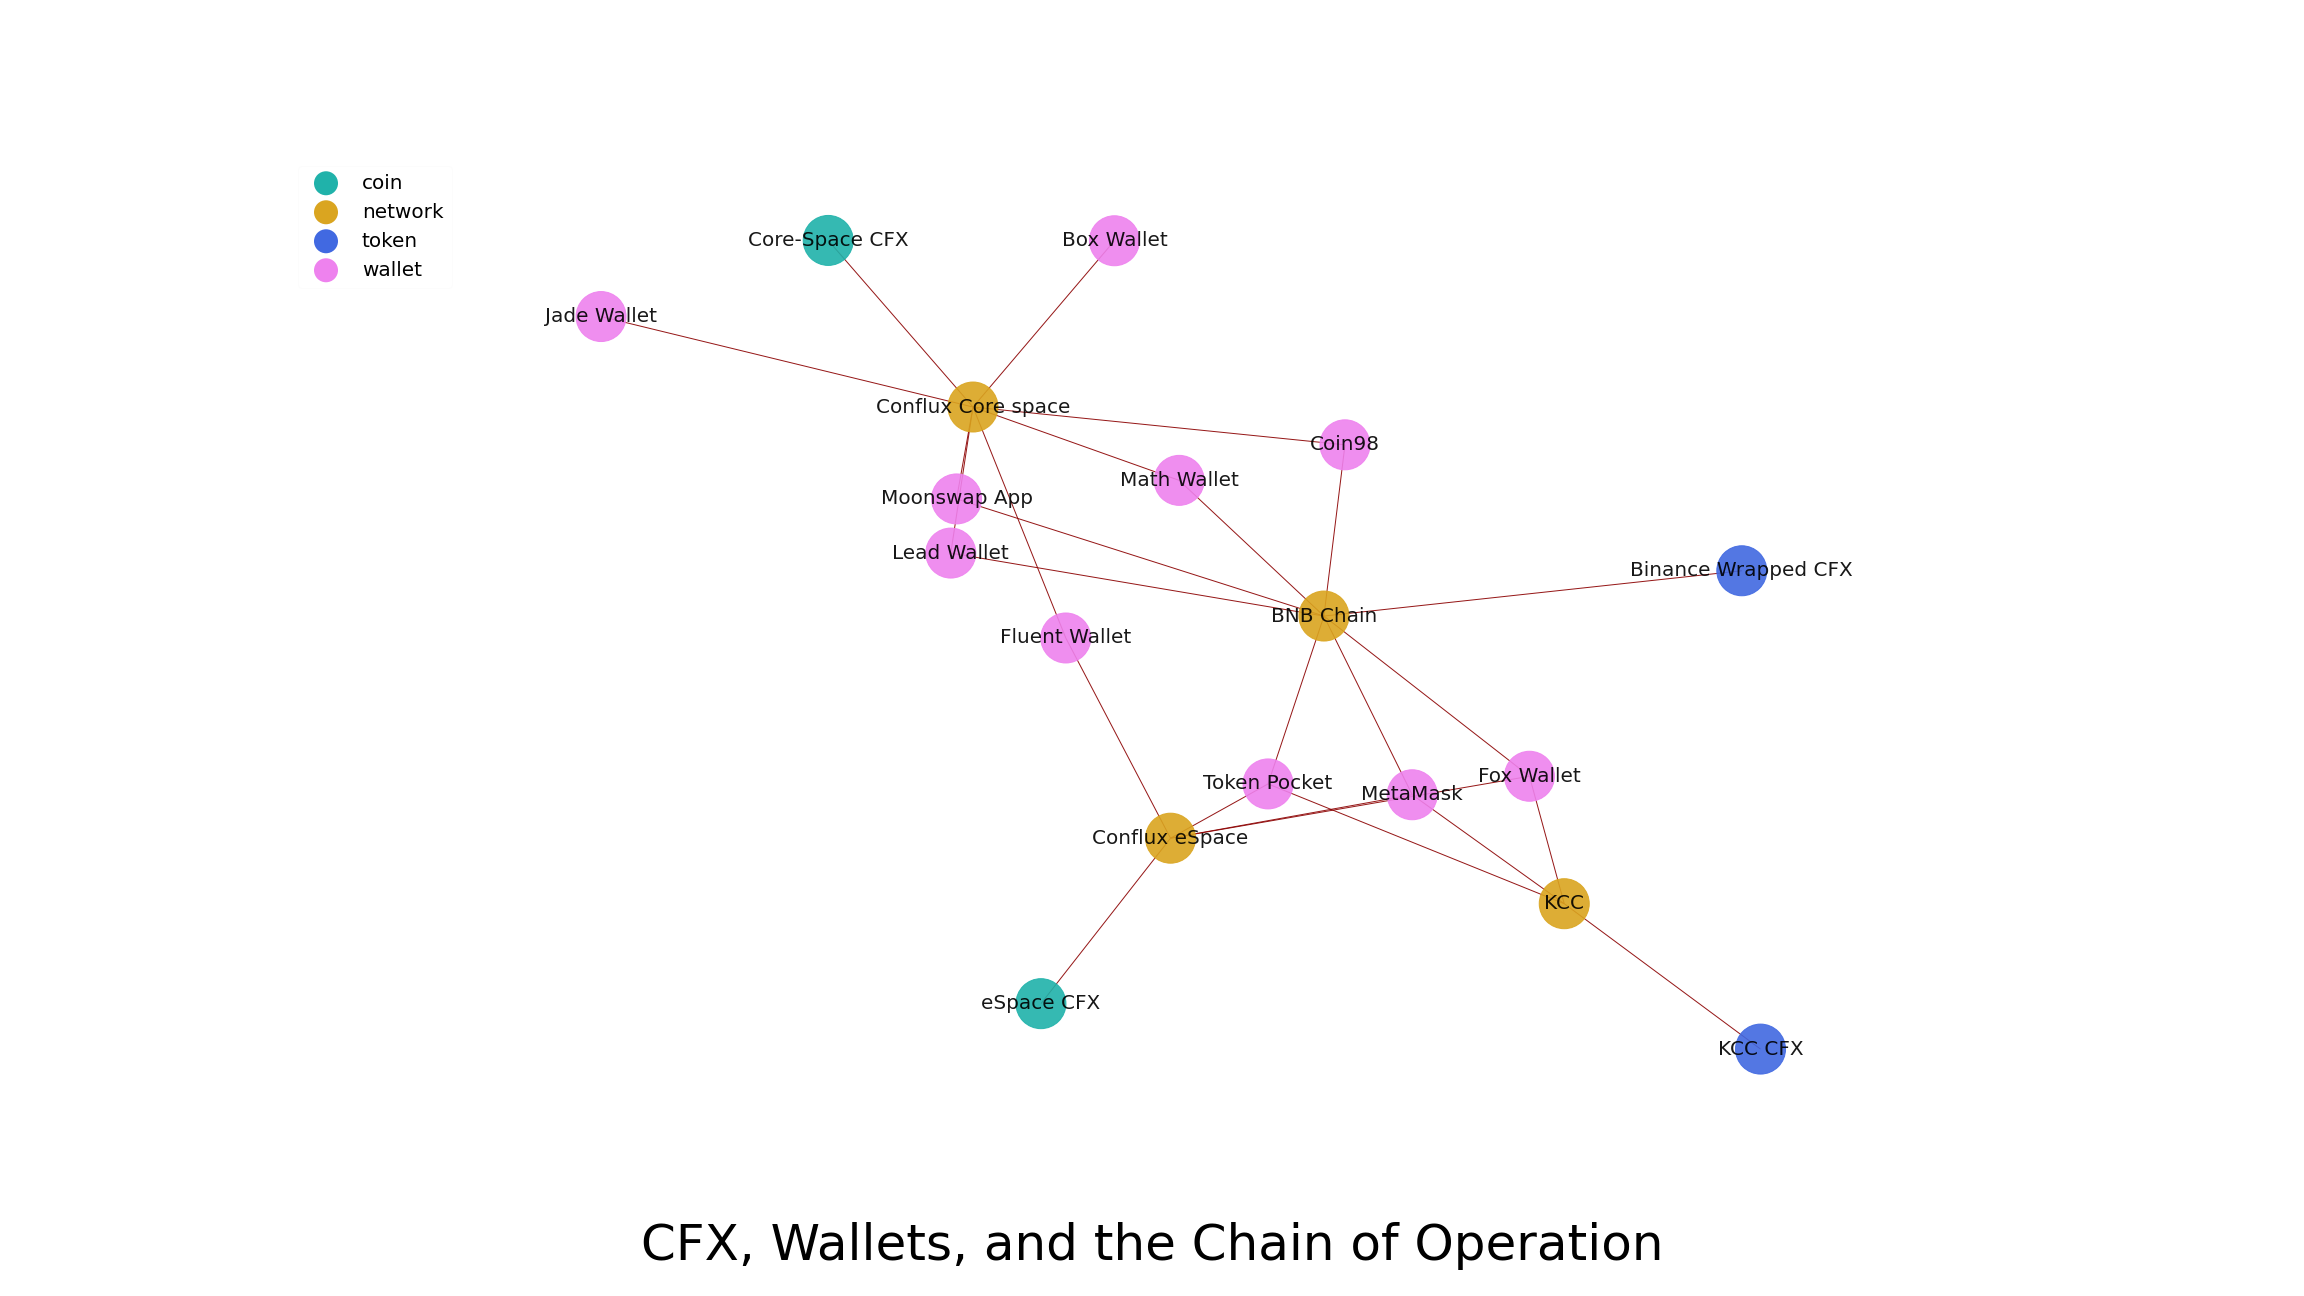 coin
network
token
wallet
Core-Space CFX
Box Wallet
Jade Wallet
Conflux Core space
Coin98
Math Wallet
Moonswap App
Lead Wallet
Binance Wrapped CFX
BNB Chain
Fluent Wallet
Token Pocket
MetaMask
Fox Wallet
Conflux eSpace
KCC
eSpace CFX
KCC CFX
CFX, Wallets, and the Chain of Operation